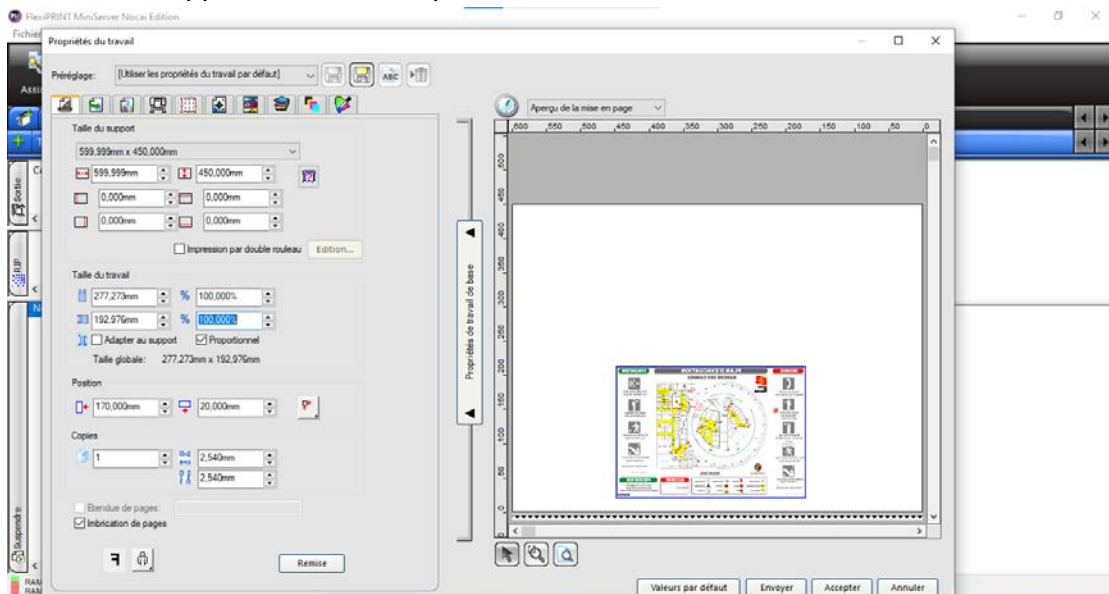 FlexiPRINT MiniServer Nocai Edition
Fichier
Propriétés du travail
Préréglage: [Utiliser les propriétés du travail par défaut]
ABC
Aperçu de la mise en page
Taille du support
599,999mm x 450,000mm
599,999mm 450,000mm
0,000mm 0,000mm
0,000mm 0,000mm
Impression par double rouleau Edition...
Taille du travail
277,273mm % 100,000%
192,976mm % 100,000%
Adapter au support Proportionnel
Taille globale: 277,273mm x 192,976mm
Position
170,000mm 20,000mm
Copies
1 2,540mm
2,540mm
Etendue de pages:
Imbrication de pages
Remise
Propriétés de travail de base
600 550 500 450 400 350 300 250 200 150 100 50 0
500 450 400 350 300 250 200 150 100 50 0
PLAN D'EVACUATION
Sortie
RIP
Suspendre
RAM
RAM
Valeurs par défaut Envoyer Accepter Annuler